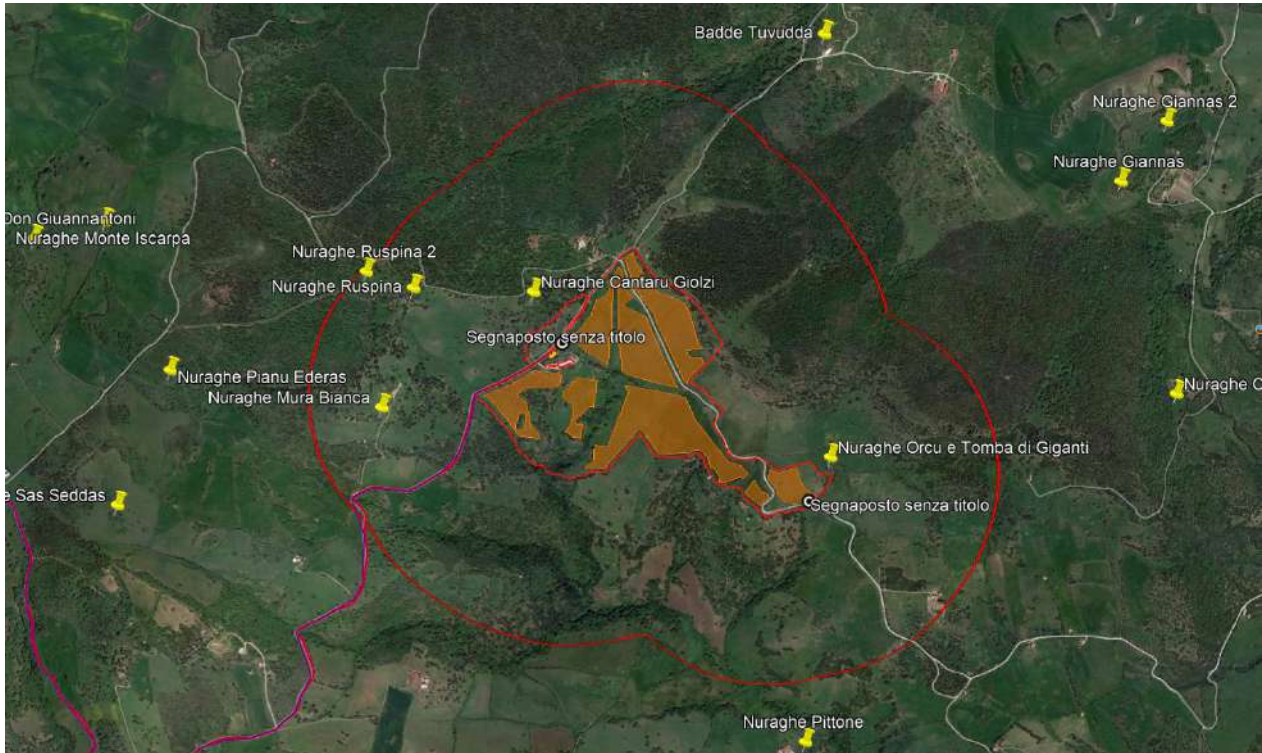 Badde Tuvudda
Nuraghe Giannas 2
Nuraghe Giannas
Don Giuannantoni
Nuraghe Monte Iscarpa
Nuraghe Ruspina 2
Nuraghe Ruspina
Nuraghe Cantaru Giolzi
Segnaposto senza titolo
Nuraghe Pianu Ederas
Nuraghe Mura Bianca
Nuraghe C
Nuraghe Orcu e Tomba di Giganti
e Sas Seddas
Segnaposto senza titolo
Nuraghe Pittone